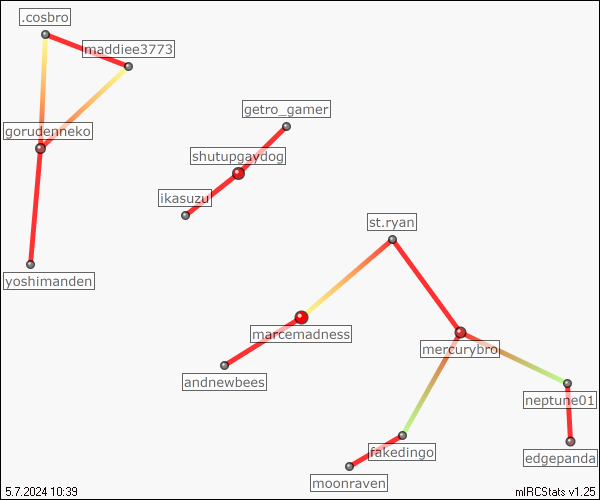 .cosbro
maddiee3773
getro_gamer
gorudenneko
shutupgaydog
ikasuzu
st.ryan
yoshimanden
marcemadness
mercurybro
andnewbees
neptune01
fakedingo
edgepanda
moonraven
5.7.2024 10:39
mIRCStats v1.25